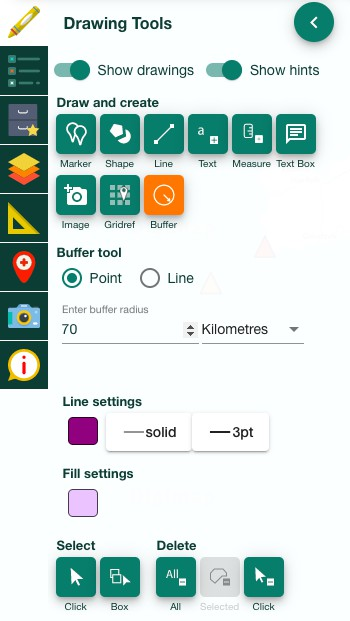 Drawing Tools
Show drawings Show hints
Draw and create
a
Marker Shape Line Text Measure Text Box
Image Gridref Buffer
Buffer tool
Point Line
Enter buffer radius
70 Kilometres
Line settings
solid 3pt
Fill settings
Select Delete
All
Click Box All Selected Click